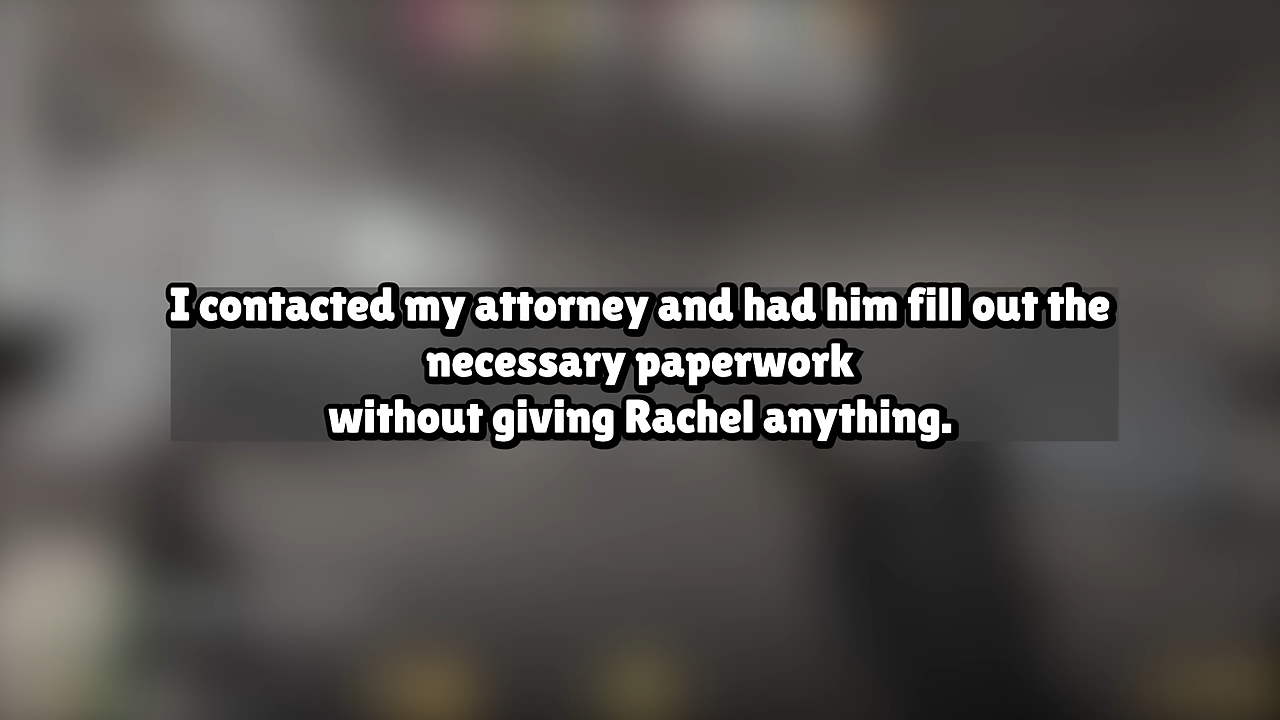 I contacted my attorney and had him fill out the
necessary paperwork
without giving Rachel anything.